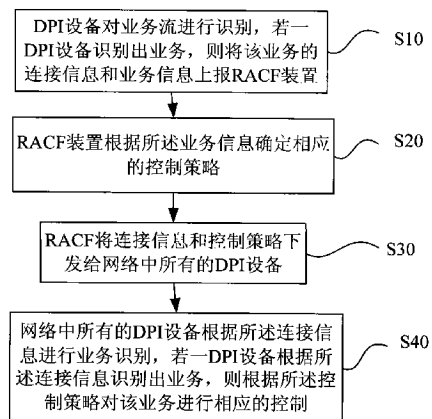 DPI设备对业务流进行识别，若一
DPI设备识别出业务，则将该业务的
连接信息和业务信息上报RACF装置
S10
RACF装置根据所述业务信息确定相应
的控制策略
S20
RACF将连接信息和控制策略下
发给网络中所有的DPI设备
S30
网络中所有的DPI设备根据所述连接信
息进行业务识别，若一DPI设备根据所
述连接信息识别出业务，则根据所述控
制策略对该业务进行相应的控制
S40